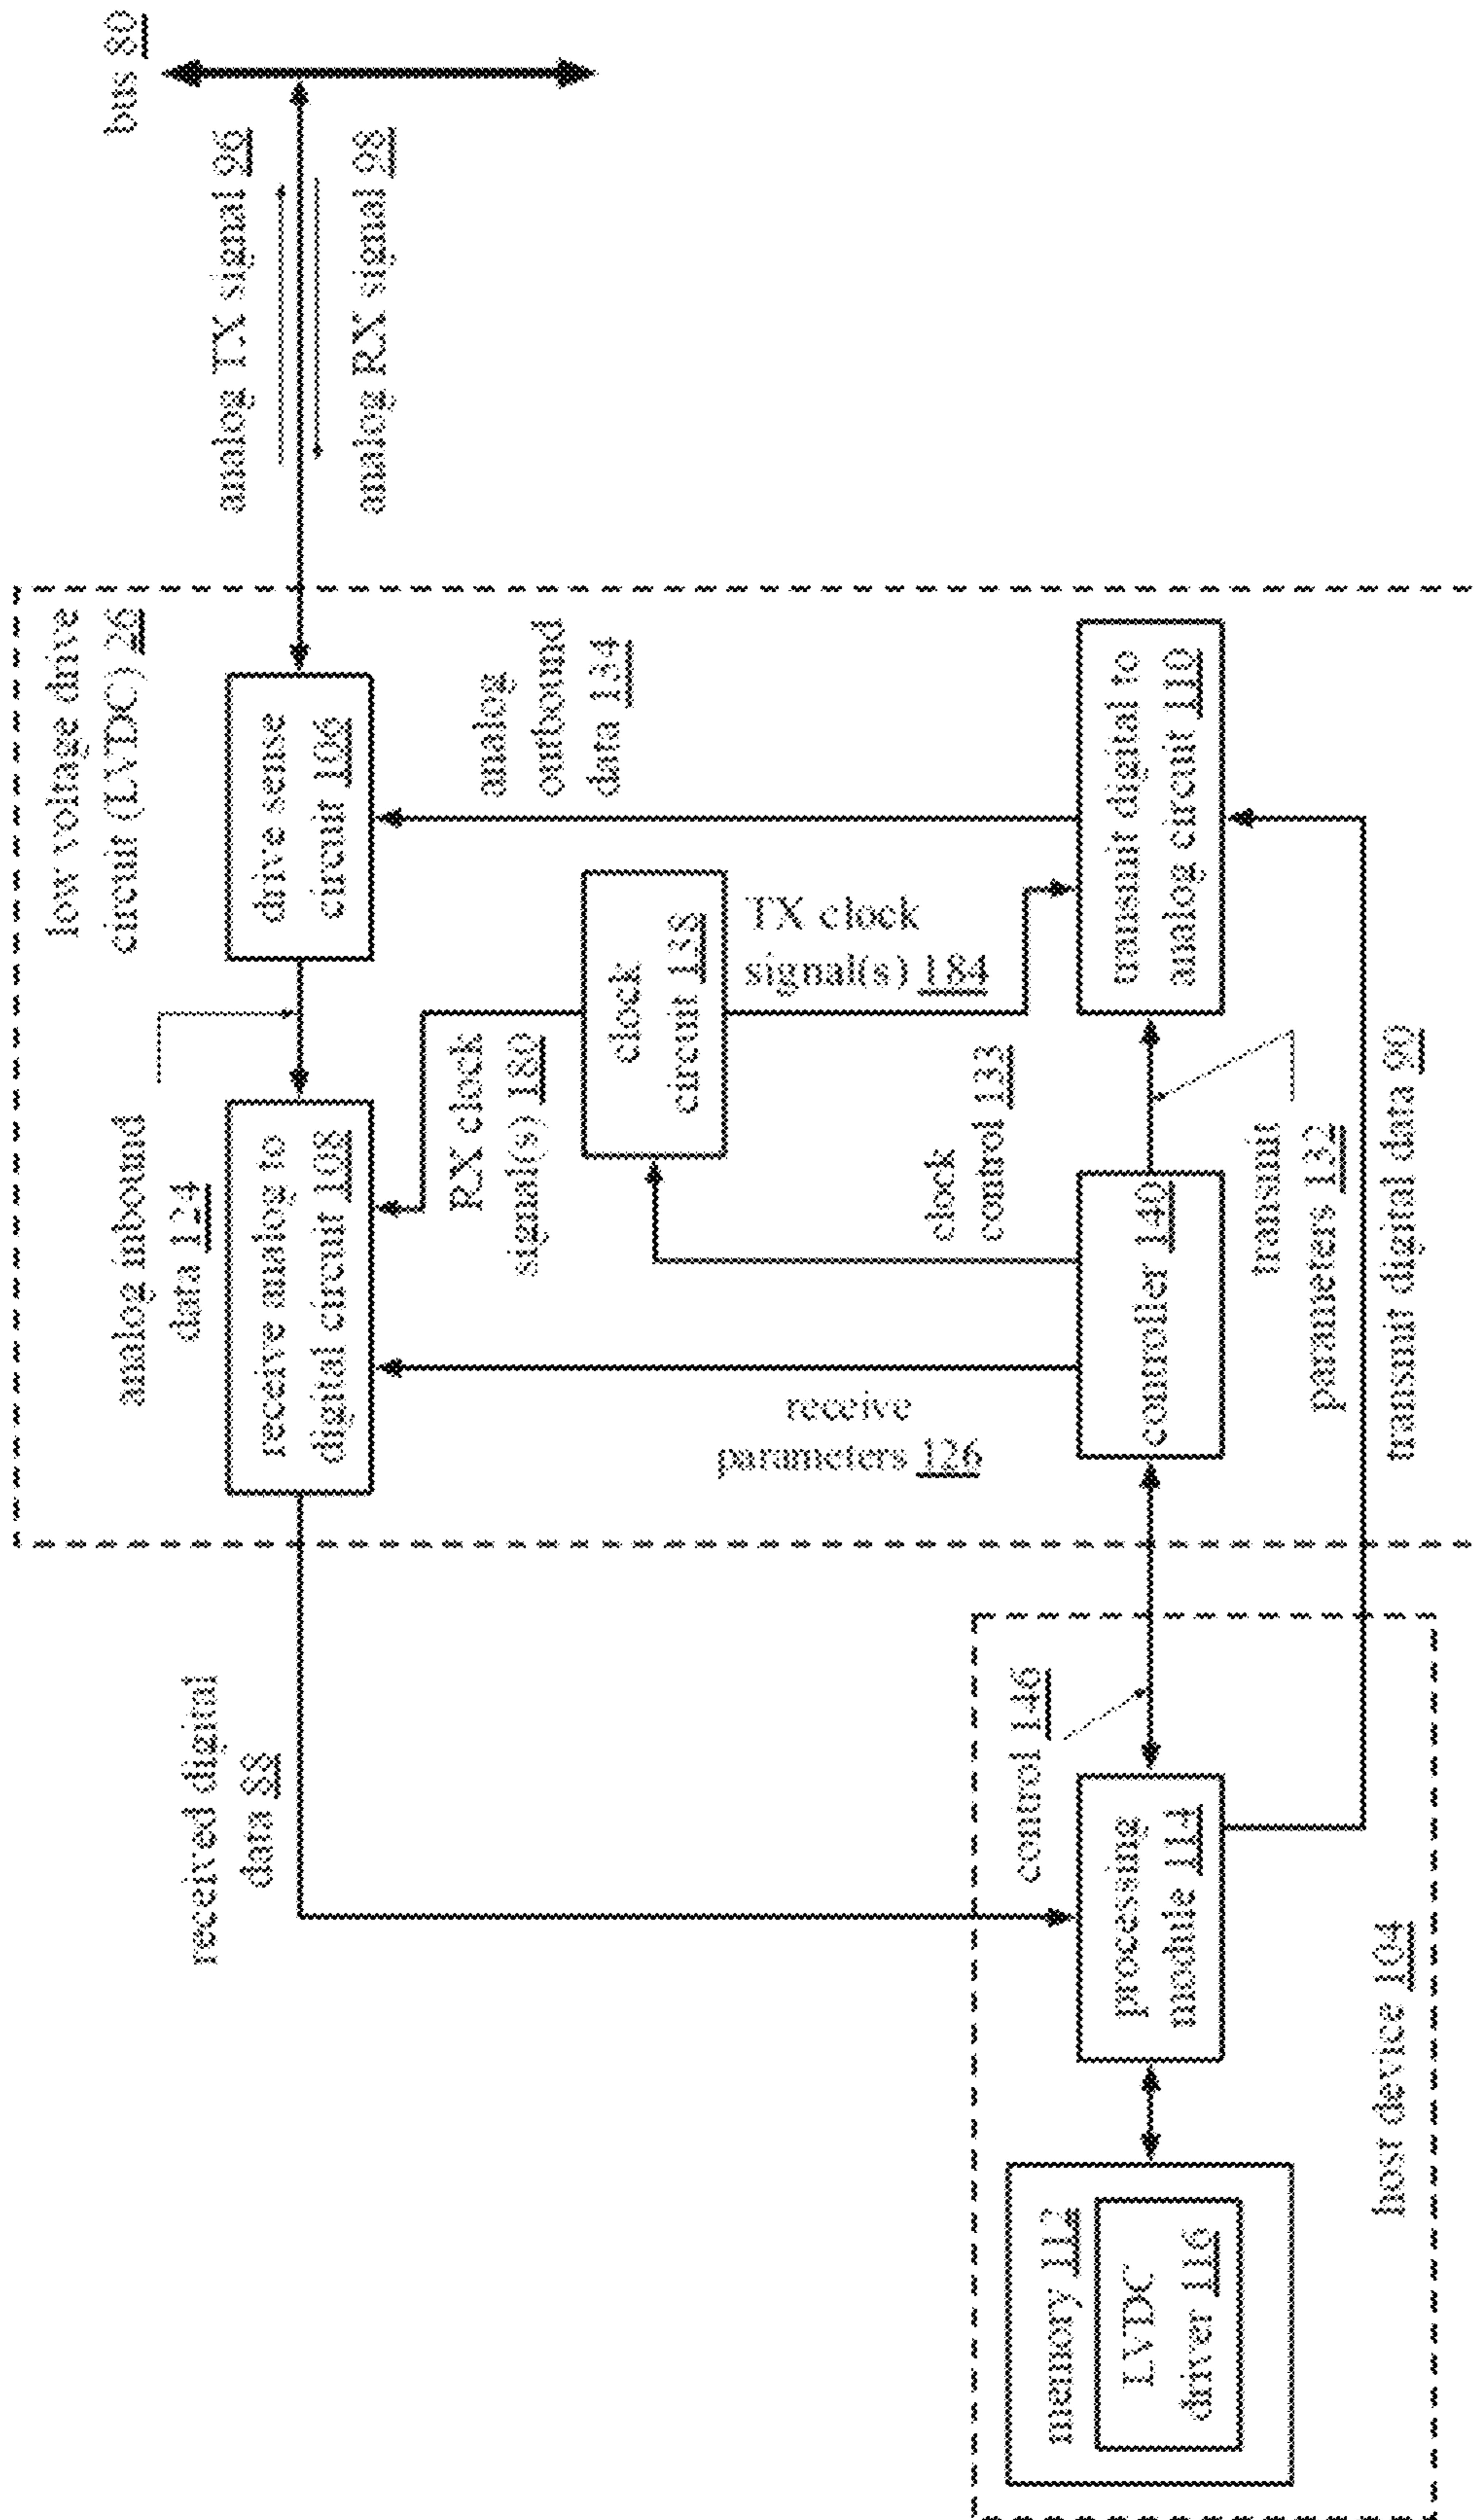 bus 80
analog TX signal 96
analog RX signal 98
low voltage drive
circuit (LVDC) 26
drive sense
circuit 106
analog
outbound
data 134
analog inbound
data 124
receive analog to
digital circuit 108
RX clock
signal(s) 180
clock
circuit 138
TX clock
signal(s) 184
transmit digital to
analog circuit 110
clock
control 133
receive
parameters 126
controller 140
transmit
parameters 132
transmit digital data 90
received digital
data 88
control 146
processing
module 114
memory 112
LVDC
driver 116
host device 104